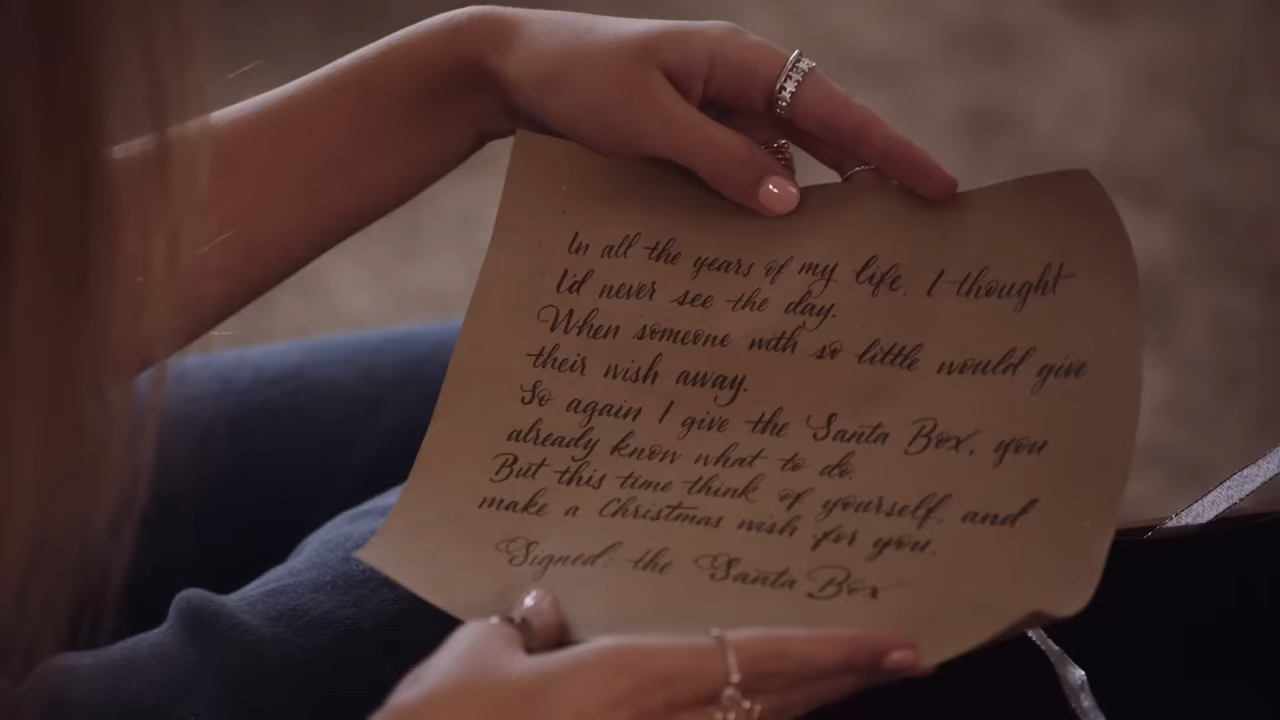 In all the years of my life, I thought
I'd never see the day.
When someone with so little would give
their wish away.
So again I give the Santa Box, you
already know what to do.
But this time think of yourself, and
make a Christmas wish for you.
Signed: the Santa Box